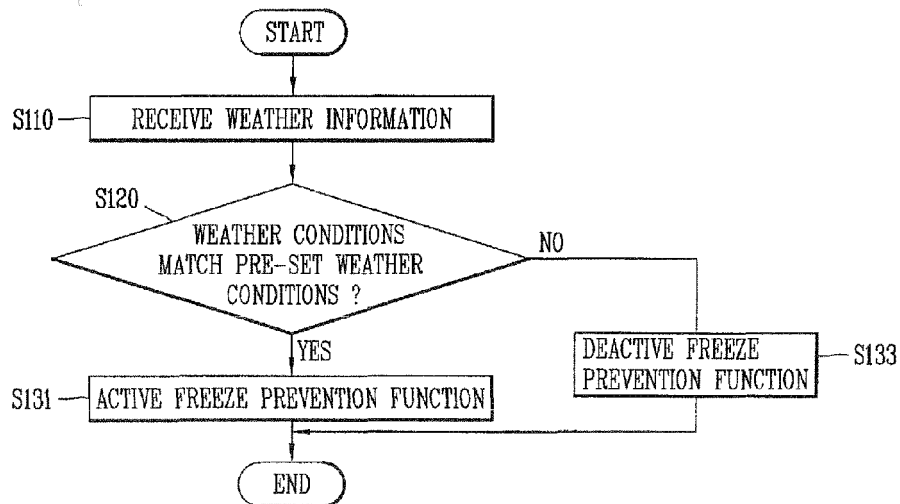 START
S110
RECEIVE WEATHER INFORMATION
S120
WEATHER CONDITIONS
MATCH PRE-SET WEATHER
CONDITIONS ?
NO
YES
DEACTIVE FREEZE
PREVENTION FUNCTION
S133
S131
ACTIVE FREEZE PREVENTION FUNCTION
END